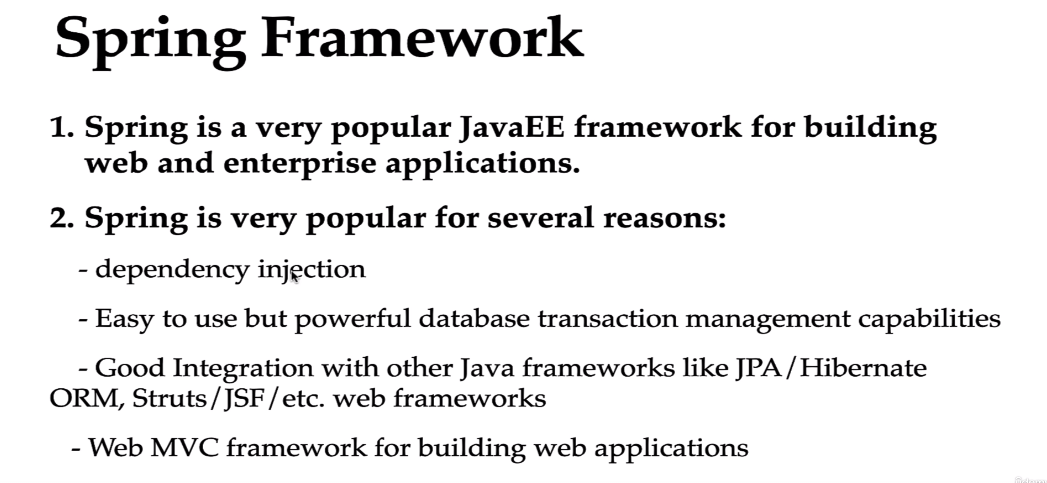 Spring Framework
1. Spring is a very popular JavaEE framework for building
web and enterprise applications.
2. Spring is very popular for several reasons:
- dependency injection
- Easy to use but powerful database transaction management capabilities
- Good Integration with other Java frameworks like JPA/Hibernate
ORM, Struts/JSF/etc. web frameworks
- Web MVC framework for building web applications